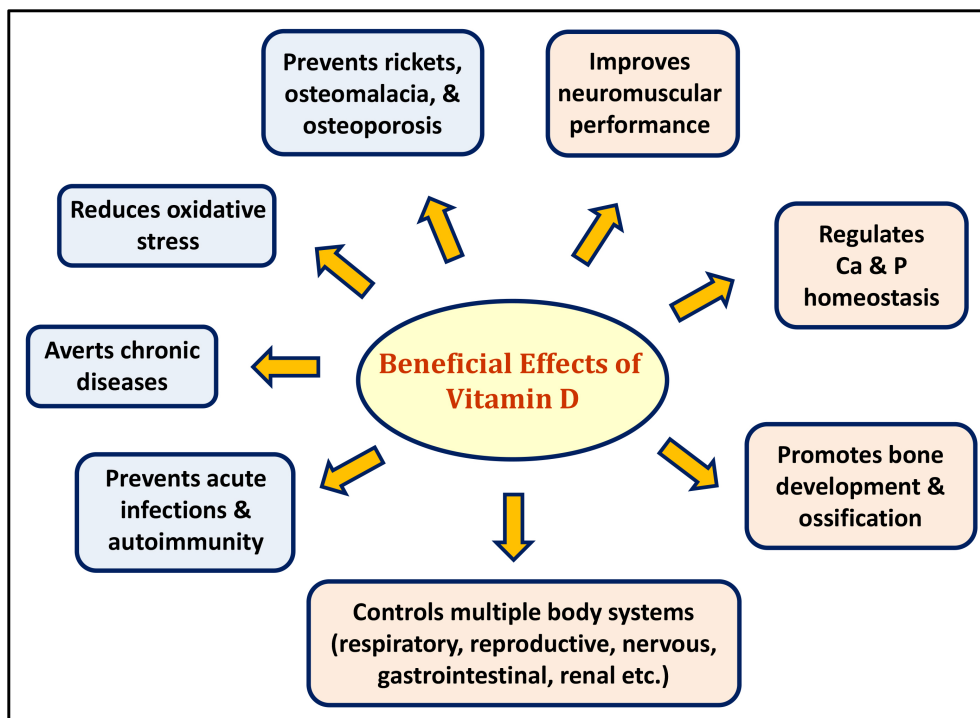 Prevents rickets,
osteomalacia, &
osteoporosis
Improves
neuromuscular
performance
Reduces oxidative
stress
Regulates
Ca & P
homeostasis
Averts chronic
diseases
Beneficial Effects of
Vitamin D
Prevents acute
infections &
autoimmunity
Promotes bone
development &
ossification
Controls multiple body systems
(respiratory, reproductive, nervous,
gastrointestinal, renal etc.)